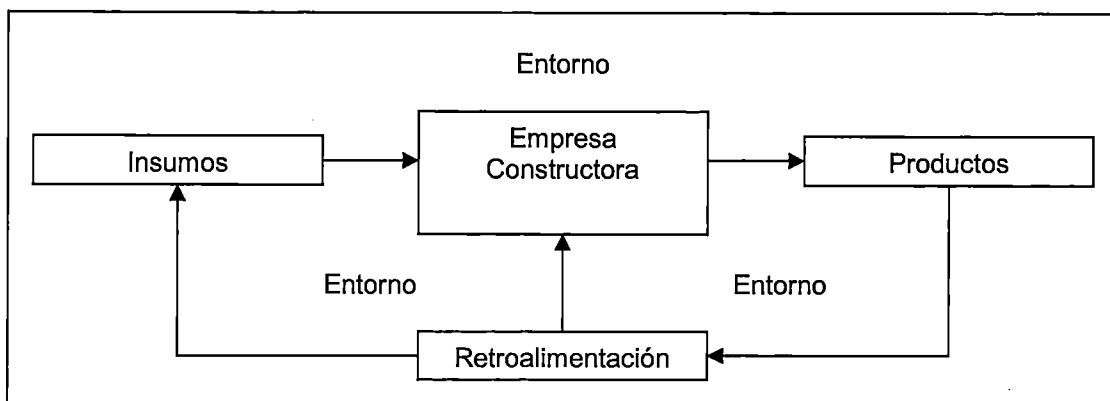 Entorno
Insumos
Empresa
Constructora
Productos
Entorno
Entorno
Retroalimentación